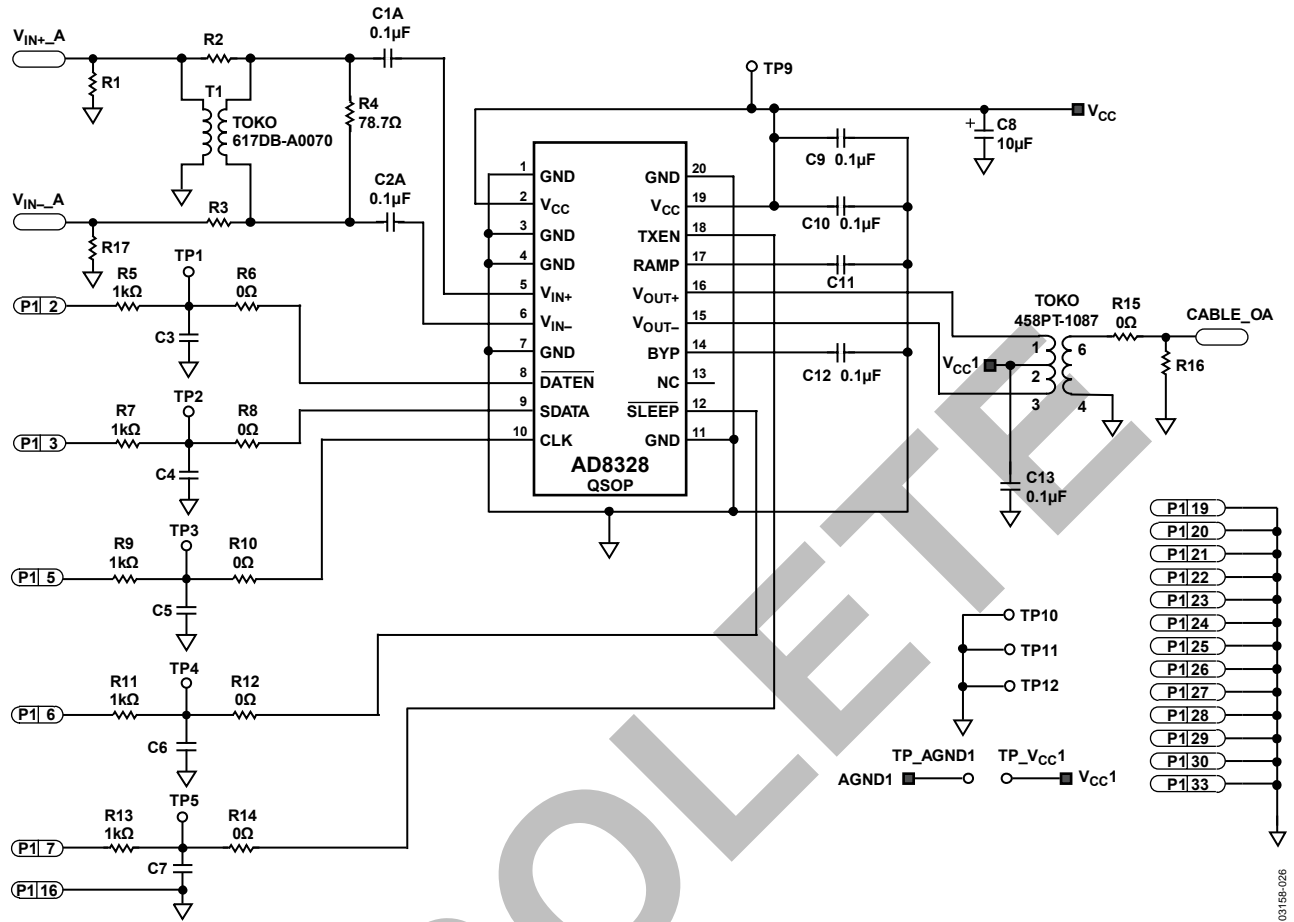 VIN+_A
R1
R2
T1
TOKO
617DB-A0070
R4
78.7Ω
C1A
0.1µF
C2A
0.1µF
VIN–_A
R17
R3
TP1
R5
1kΩ
R6
0Ω
P1 2
C3
TP2
R7
1kΩ
R8
0Ω
P1 3
C4
TP3
R9
1kΩ
R10
0Ω
P1 5
C5
TP4
R11
1kΩ
R12
0Ω
P1 6
C6
TP5
R13
1kΩ
R14
0Ω
P1 7
C7
P1 16
1 GND
2 VCC
3 GND
4 GND
5 VIN+
6 VIN–
7 GND
8 DATEN
9 SDATA
10 CLK
GND 20
VCC 19
TXEN 18
RAMP 17
VOUT+ 16
VOUT– 15
BYP 14
NC 13
SLEEP 12
GND 11
AD8328
QSOP
TP9
VCC
+
C8
10µF
C9 0.1µF
C10 0.1µF
C11
C12 0.1µF
TOKO
458PT-1087
1
2
3
6
4
VCC1
C13
0.1µF
R15
0Ω
CABLE_OA
R16
TP10
TP11
TP12
TP_AGND1
AGND1
TP_VCC1
VCC1
P1 19
P1 20
P1 21
P1 22
P1 23
P1 24
P1 25
P1 26
P1 27
P1 28
P1 29
P1 30
P1 33
03158-026
OLETE